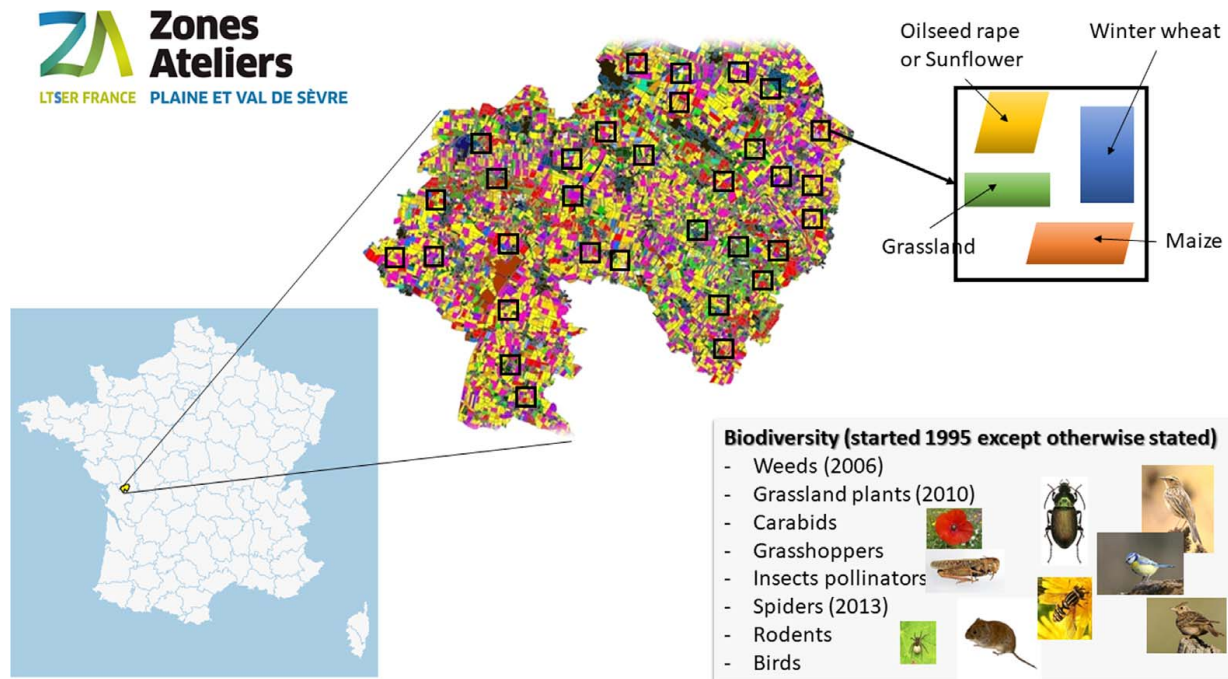 Zones
Ateliers
LTSER FRANCE PLAINE ET VAL DE SÈVRE
Oilseed rape
or Sunflower
Winter wheat
Grassland
Maize
Biodiversity (started 1995 except otherwise stated)
- Weeds (2006)
- Grassland plants (2010)
- Carabids
- Grasshoppers
- Insects pollinators
- Spiders (2013)
- Rodents
- Birds